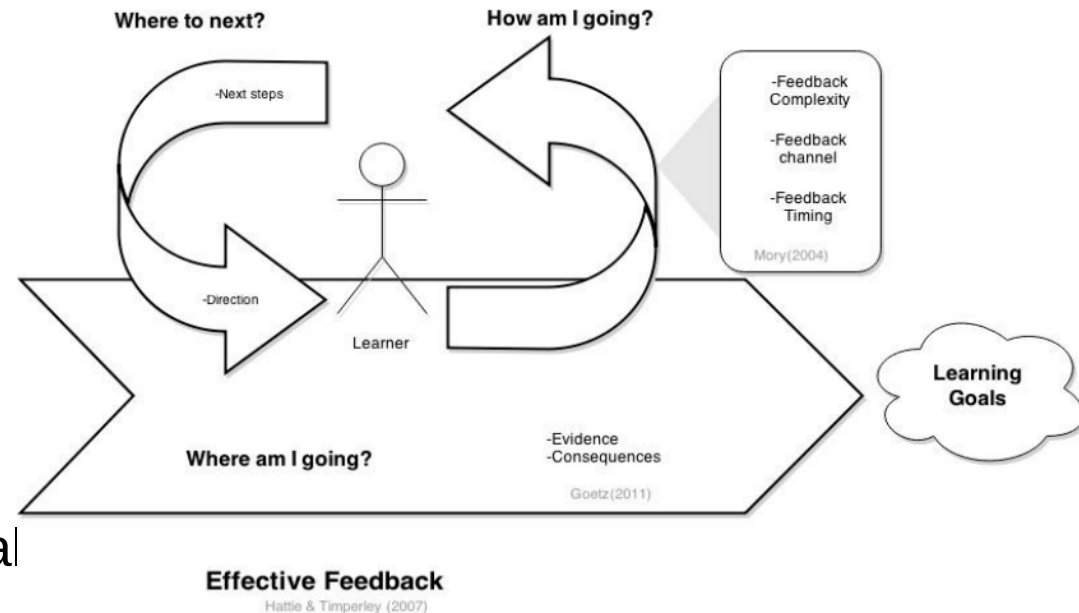 Where to next?
How am I going?
-Next steps
-Feedback
Complexity
-Feedback
channel
-Feedback
Timing
Mory(2004)
-Direction
Learner
Learning
Goals
Where am I going?
-Evidence
-Consequences
Goetz(2011)
al
Effective Feedback
Hattie & Timperley (2007)